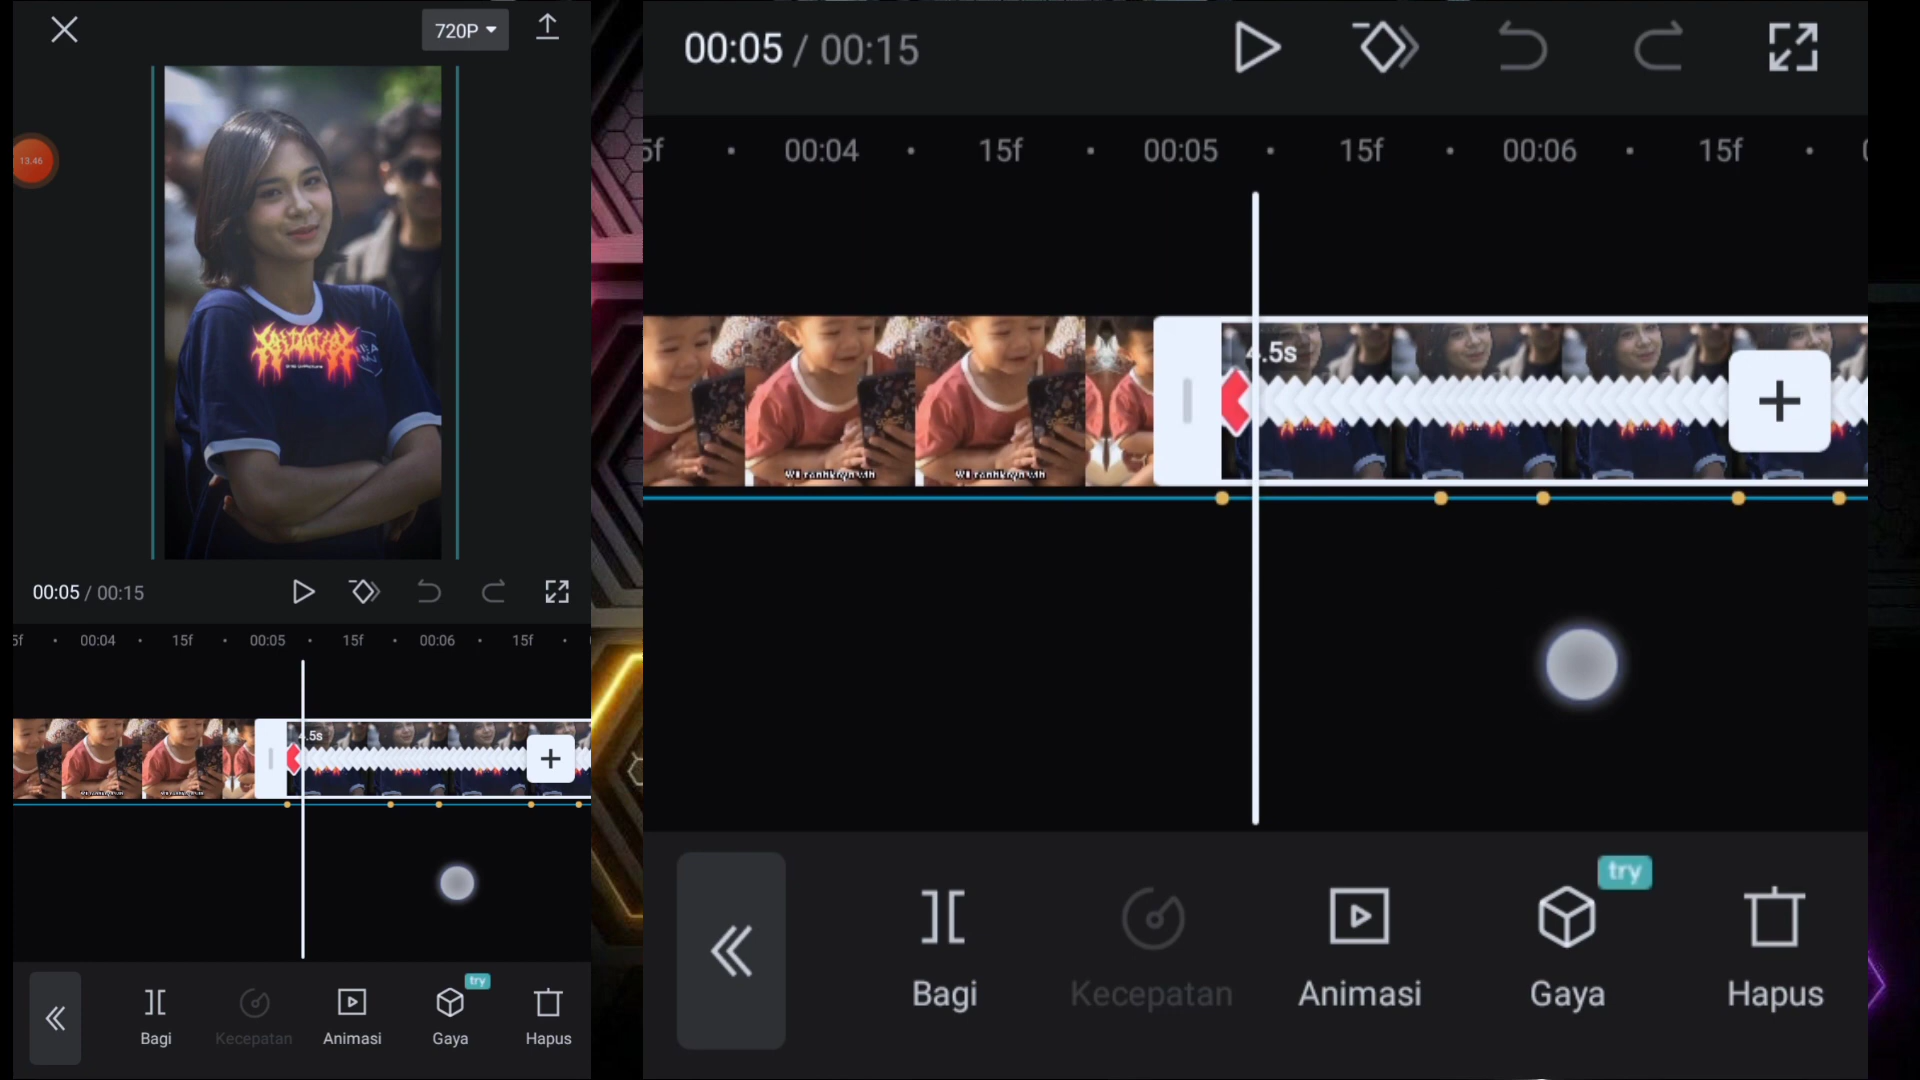 720P
13.46
00:05 / 00:15
5f 00:04 15f 00:05 15f 00:06 15f
4.5s
Bagi
Kecepatan
Animasi
try
Gaya
Hapus
00:05 / 00:15
5f 00:04 15f 00:05 15f 00:06 15f
4.5s
Bagi
Kecepatan
Animasi
try
Gaya
Hapus